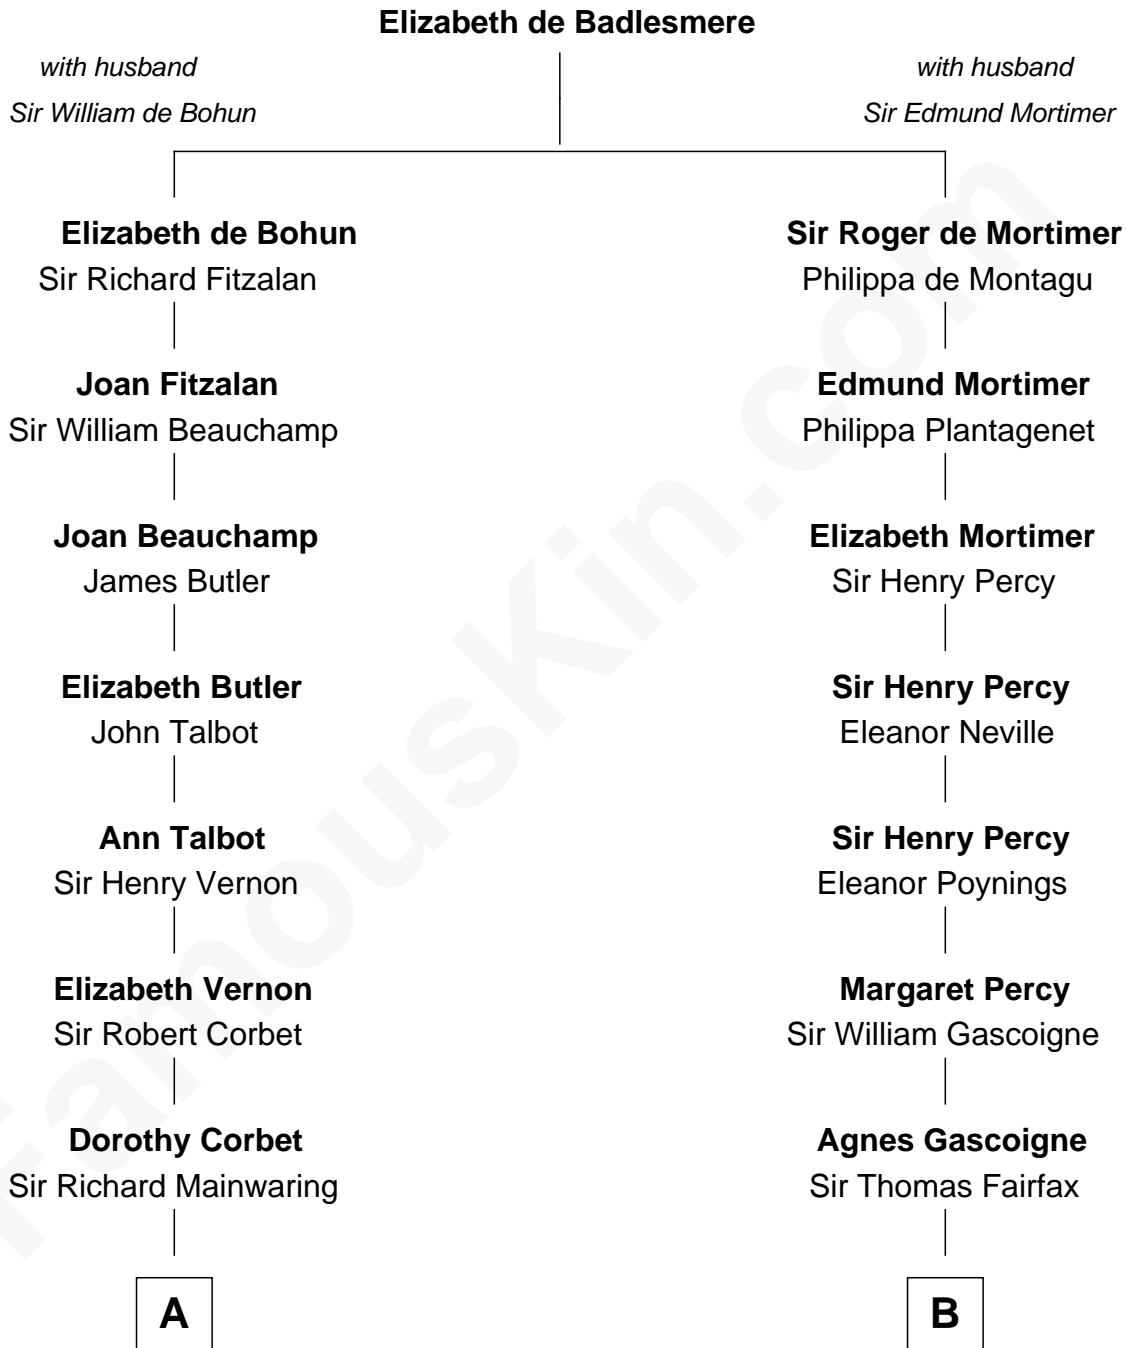 Elizabeth de Badlesmere
with husband
Sir William de Bohun
with husband
Sir Edmund Mortimer
Elizabeth de Bohun
Sir Richard Fitzalan
Sir Roger de Mortimer
Philippa de Montagu
Joan Fitzalan
Sir William Beauchamp
Edmund Mortimer
Philippa Plantagenet
Joan Beauchamp
James Butler
Elizabeth Mortimer
Sir Henry Percy
Elizabeth Butler
John Talbot
Sir Henry Percy
Eleanor Neville
Ann Talbot
Sir Henry Vernon
Sir Henry Percy
Eleanor Poynings
Elizabeth Vernon
Sir Robert Corbet
Margaret Percy
Sir William Gascoigne
Dorothy Corbet
Sir Richard Mainwaring
Agnes Gascoigne
Sir Thomas Fairfax
A
B
FamousKin.com